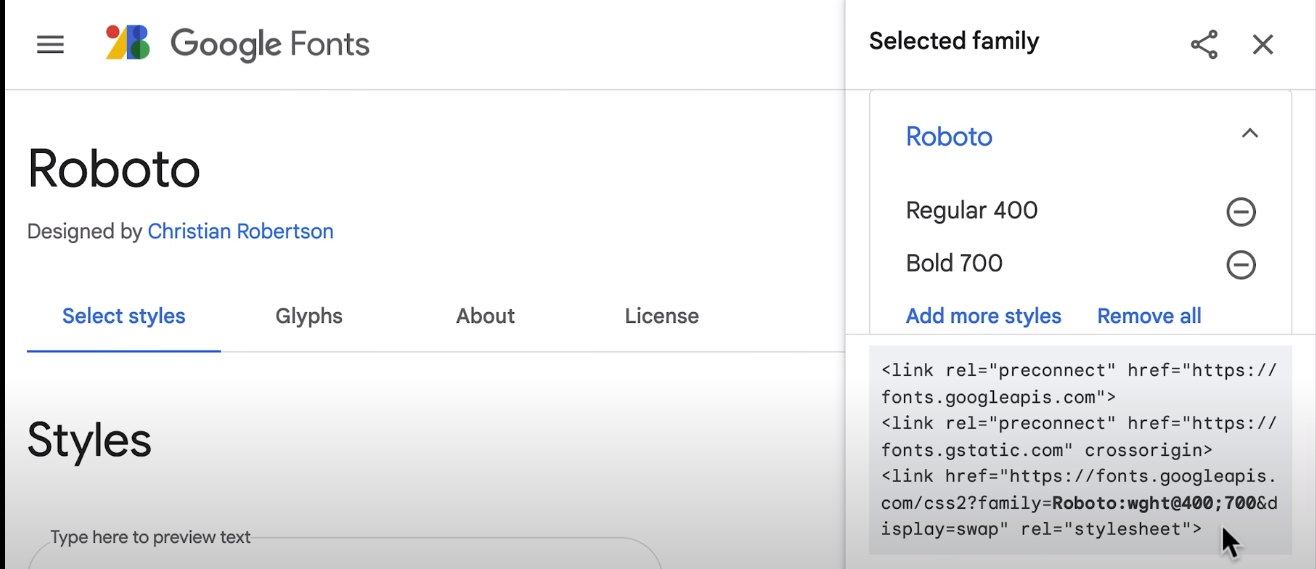 Google Fonts
Roboto
Designed by Christian Robertson
Select styles Glyphs About License
Styles
Type here to preview text
Selected family
Roboto
Regular 400
Bold 700
Add more styles Remove all
<link rel="preconnect" href="https://
fonts.googleapis.com">
<link rel="preconnect" href="https://
fonts.gstatic.com" crossorigin>
<link href="https://fonts.googleapis.
com/css2?family=Roboto:wght@400;700&d
isplay=swap" rel="stylesheet">